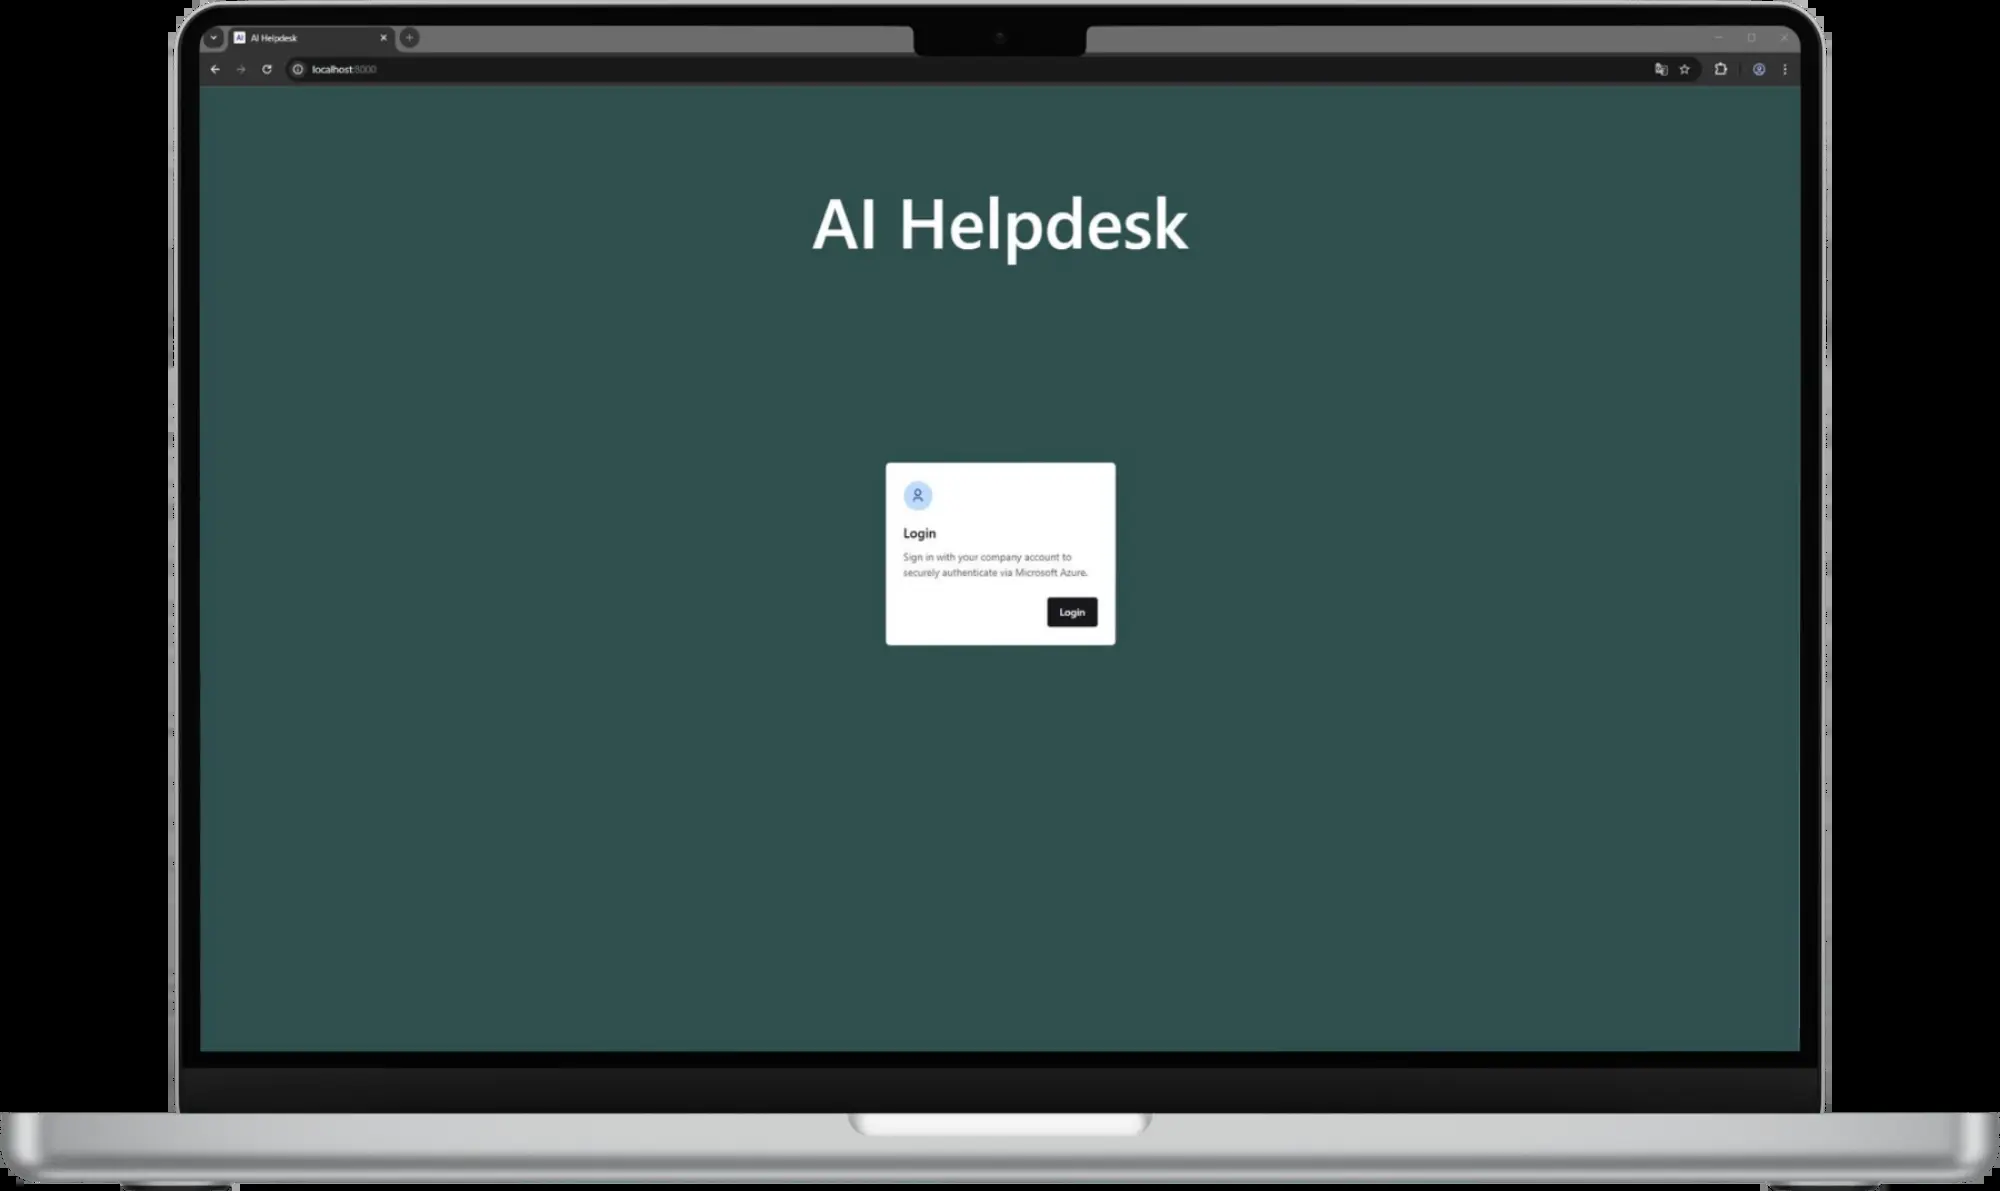 AI AI Helpdesk
localhost:8000
AI Helpdesk
Login
Sign in with your company account to
securely authenticate via Microsoft Azure.
Login